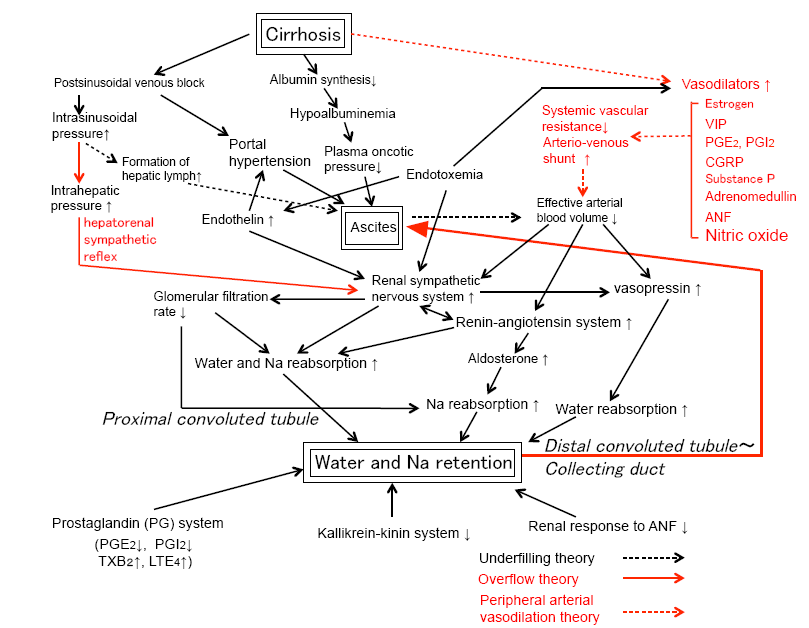 Cirrhosis
Postsinusoidal venous block
Albumin synthesis↓
Vasodilators ↑
Estrogen
VIP
PGE2, PGI2
CGRP
Substance P
Adrenomedullin
ANF
Nitric oxide
Intrasinusoidal
pressure↑
Hypoalbuminemia
Systemic vascular
resistance↓
Arterio-venous
shunt ↑
Portal
hypertension
Plasma oncotic
pressure↓
Formation of
hepatic lymph↑
Endotoxemia
Intrahepatic
pressure ↑
hepatorenal
sympathetic
reflex
Endothelin ↑
Ascites
Effective arterial
blood volume ↓
Glomerular filtration
rate ↓
Renal sympathetic
nervous system ↑
vasopressin ↑
Renin-angiotensin system ↑
Water and Na reabsorption ↑
Aldosterone ↑
Na reabsorption ↑
Water reabsorption ↑
Proximal convoluted tubule
Distal convoluted tubule～
Collecting duct
Water and Na retention
Prostaglandin (PG) system
(PGE2↓, PGI2↓
TXB2↑, LTE4↑)
Kallikrein-kinin system ↓
Renal response to ANF ↓
Underfilling theory
Overflow theory
Peripheral arterial
vasodilation theory